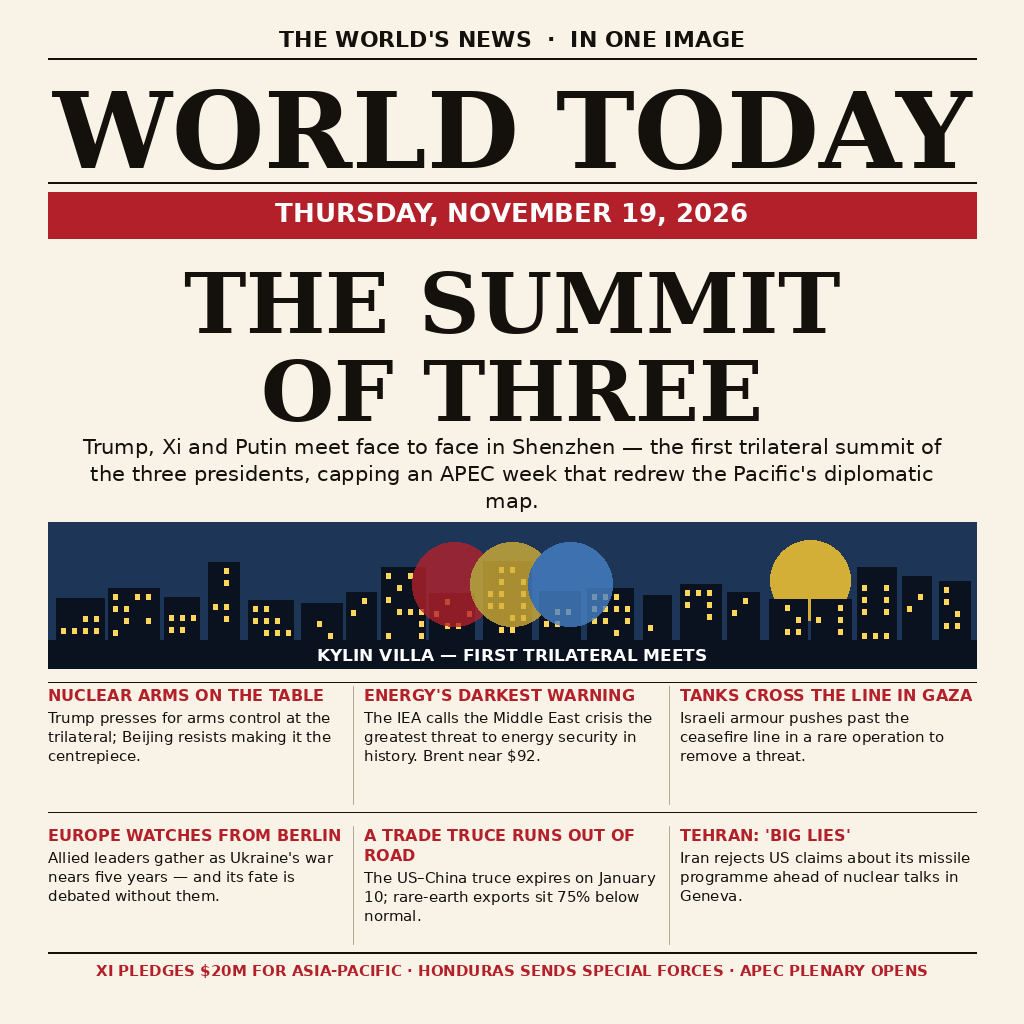 THE WORLD'S NEWS · IN ONE IMAGE
WORLD TODAY
THURSDAY, NOVEMBER 19, 2026
THE SUMMIT
OF THREE
Trump, Xi and Putin meet face to face in Shenzhen — the first trilateral summit of
the three presidents, capping an APEC week that redrew the Pacific's diplomatic
map.
KYLIN VILLA — FIRST TRILATERAL MEETS
NUCLEAR ARMS ON THE TABLE
Trump presses for arms control at the
trilateral; Beijing resists making it the
centrepiece.
ENERGY'S DARKEST WARNING
The IEA calls the Middle East crisis the
greatest threat to energy security in
history. Brent near $92.
TANKS CROSS THE LINE IN GAZA
Israeli armour pushes past the
ceasefire line in a rare operation to
remove a threat.
EUROPE WATCHES FROM BERLIN
Allied leaders gather as Ukraine's war
nears five years — and its fate is
debated without them.
A TRADE TRUCE RUNS OUT OF
ROAD
The US–China truce expires on January
10; rare-earth exports sit 75% below
normal.
TEHRAN: 'BIG LIES'
Iran rejects US claims about its missile
programme ahead of nuclear talks in
Geneva.
XI PLEDGES $20M FOR ASIA-PACIFIC · HONDURAS SENDS SPECIAL FORCES · APEC PLENARY OPENS